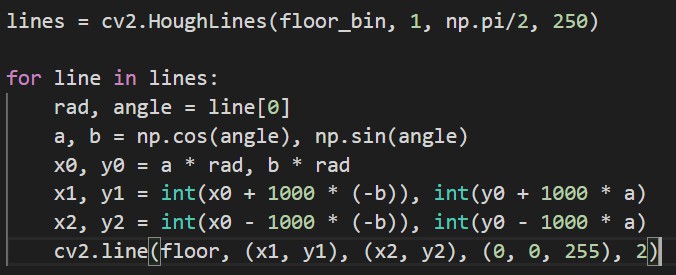 lines = cv2.HoughLines(floor_bin, 1, np.pi/2, 250)

for line in lines:
    rad, angle = line[0]
    a, b = np.cos(angle), np.sin(angle)
    x0, y0 = a * rad, b * rad
    x1, y1 = int(x0 + 1000 * (-b)), int(y0 + 1000 * a)
    x2, y2 = int(x0 - 1000 * (-b)), int(y0 - 1000 * a)
    cv2.line(floor, (x1, y1), (x2, y2), (0, 0, 255), 2)